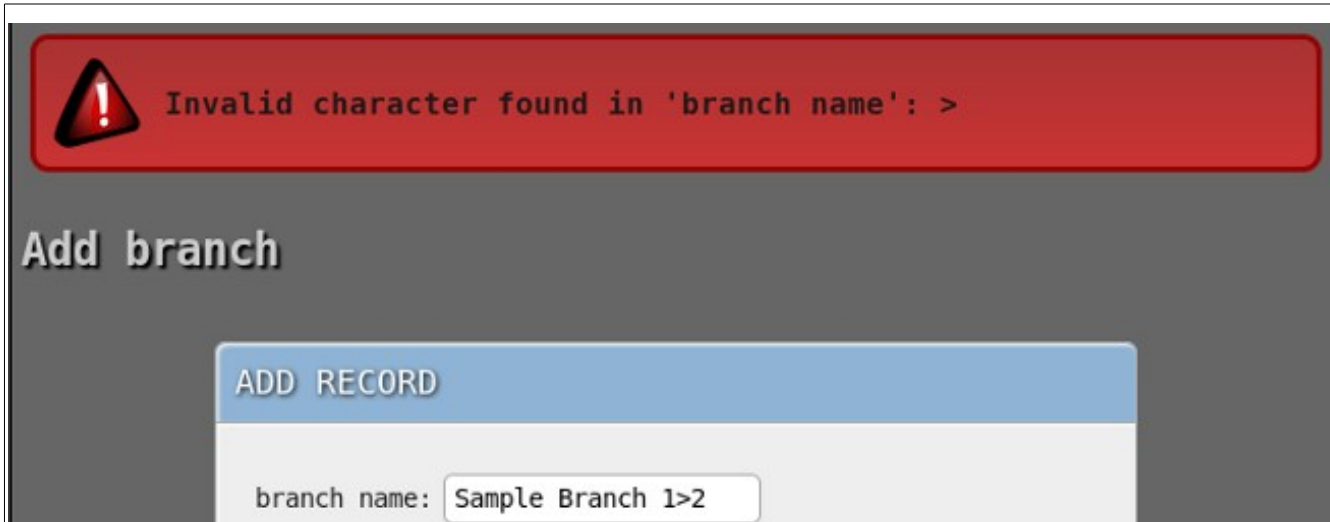 Invalid character found in 'branch name': >
Add branch
ADD RECORD
branch name: Sample Branch 1>2